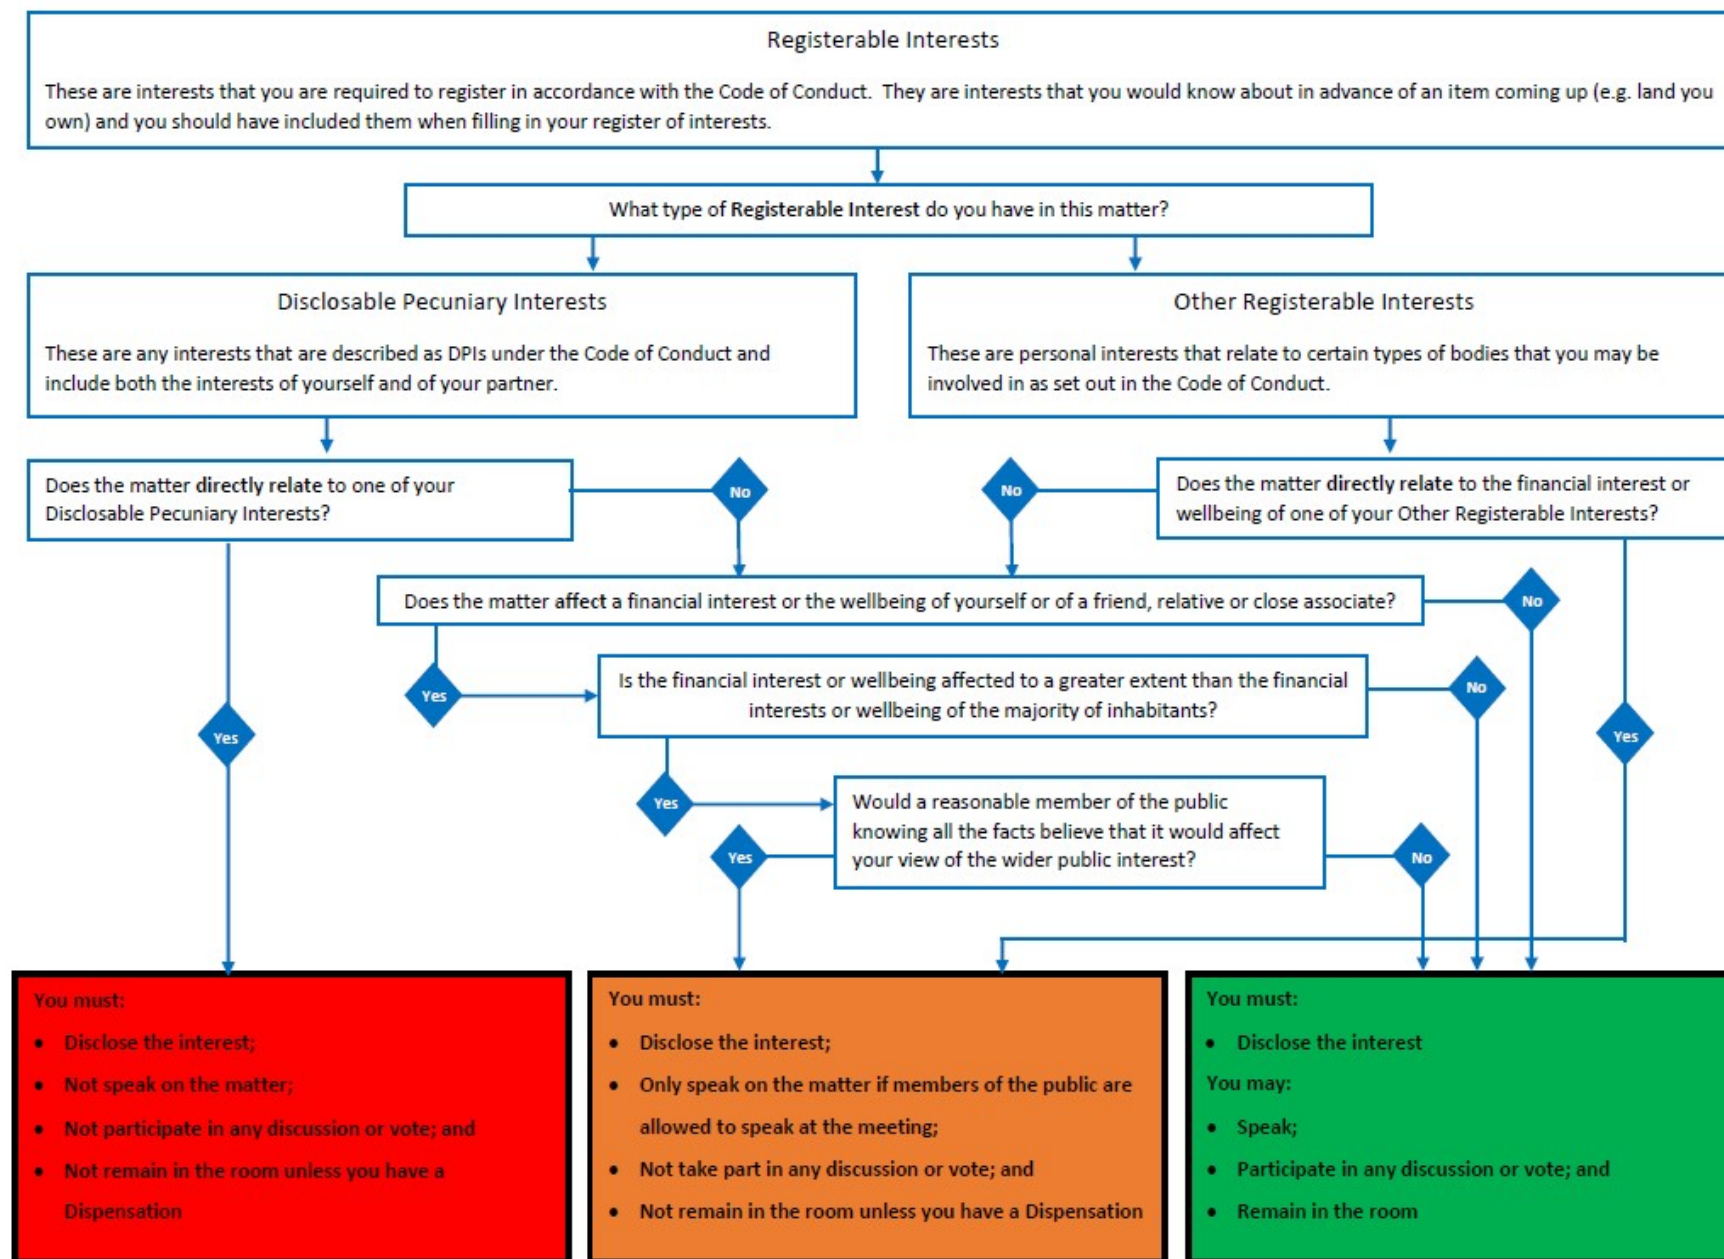 Registerable Interests
These are interests that you are required to register in accordance with the Code of Conduct. They are interests that you would know about in advance of an item coming up (e.g. land you
own) and you should have included them when filling in your register of interests.
What type of Registerable Interest do you have in this matter?
Disclosable Pecuniary Interests
These are any interests that are described as DPIs under the Code of Conduct and
include both the interests of yourself and of your partner.
Other Registerable Interests
These are personal interests that relate to certain types of bodies that you may be
involved in as set out in the Code of Conduct.
Does the matter directly relate to one of your
Disclosable Pecuniary Interests?
No
No
Does the matter directly relate to the financial interest or
wellbeing of one of your Other Registerable Interests?
Does the matter affect a financial interest or the wellbeing of yourself or of a friend, relative or close associate?
No
Yes
Is the financial interest or wellbeing affected to a greater extent than the financial
interests or wellbeing of the majority of inhabitants?
No
Yes
Yes
Yes
Would a reasonable member of the public
knowing all the facts believe that it would affect
your view of the wider public interest?
Yes
No
You must:
• Disclose the interest;
• Not speak on the matter;
• Not participate in any discussion or vote; and
• Not remain in the room unless you have a
Dispensation
You must:
• Disclose the interest;
• Only speak on the matter if members of the public are
allowed to speak at the meeting;
• Not take part in any discussion or vote; and
• Not remain in the room unless you have a Dispensation
You must:
• Disclose the interest
You may:
• Speak;
• Participate in any discussion or vote; and
• Remain in the room